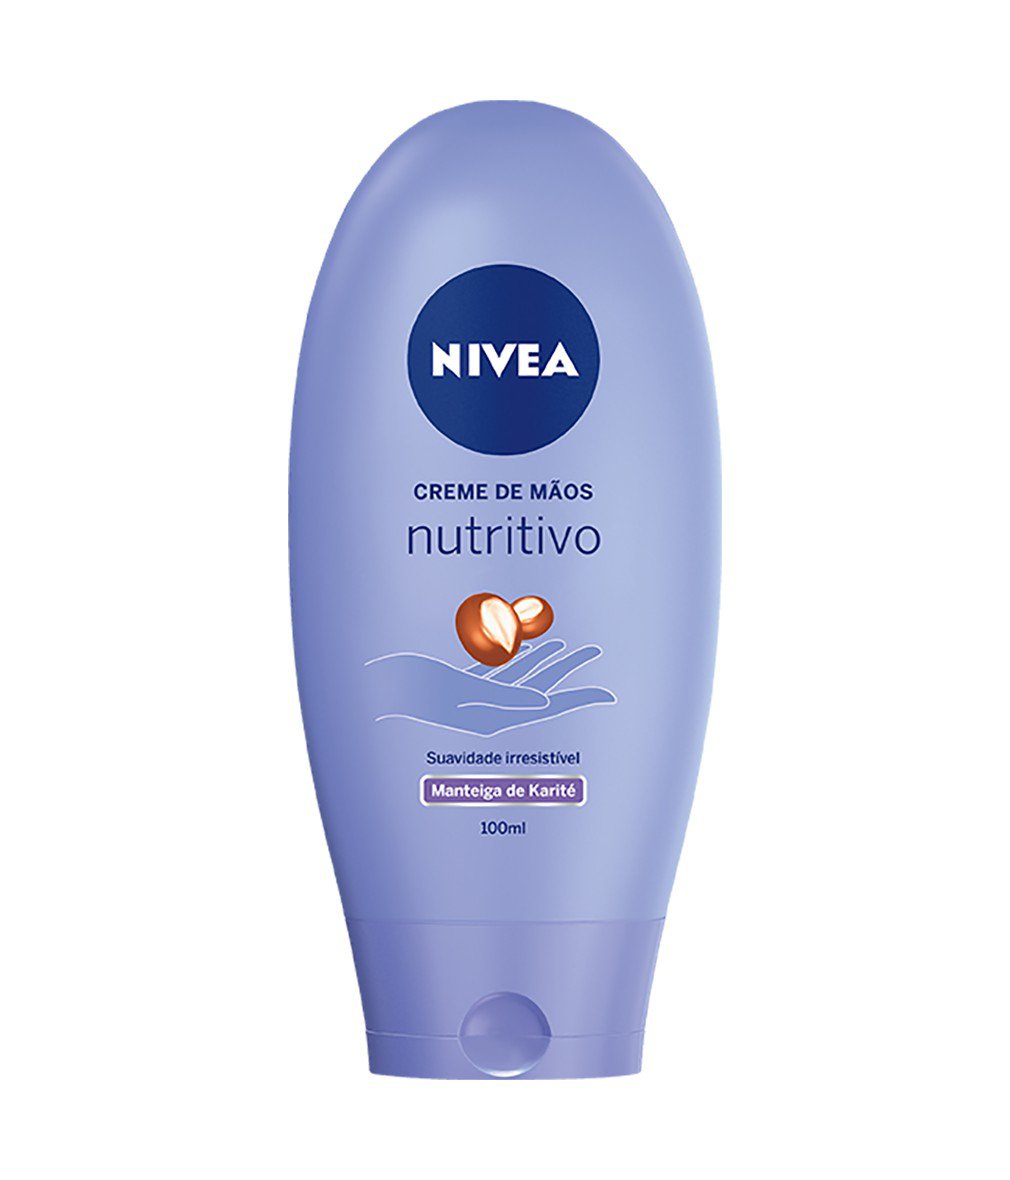 NIVEA
CREME DE MÃOS
nutritivo
Suavidade irresistível
Manteiga de Karité
100ml